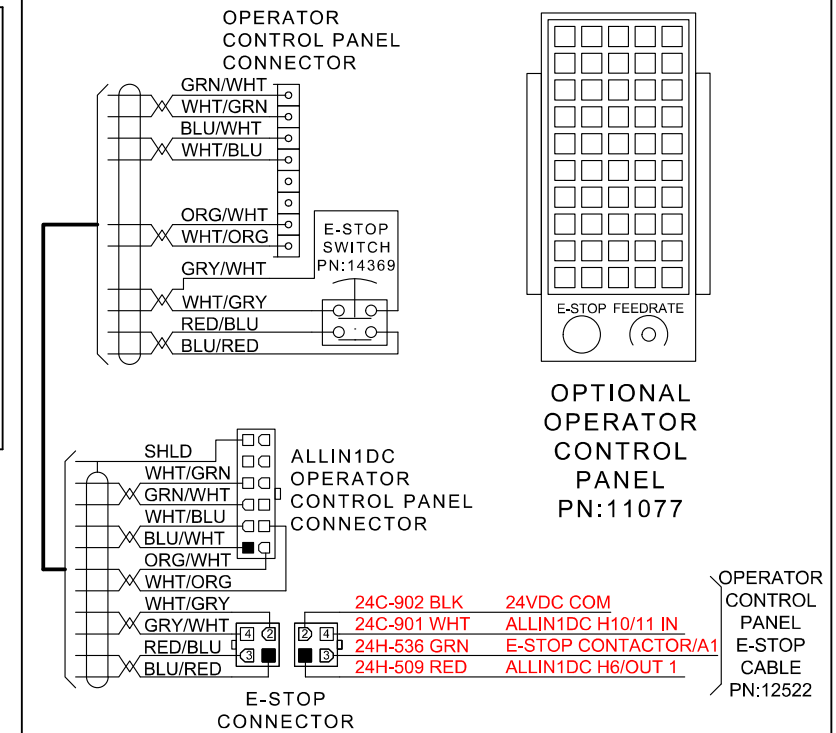 OPERATOR
CONTROL PANEL
CONNECTOR
GRN/WHT
WHT/GRN
BLU/WHT
WHT/BLU
ORG/WHT
WHT/ORG
GRY/WHT
WHT/GRY
RED/BLU
BLU/RED
E-STOP
SWITCH
PN:14369
E-STOP FEEDRATE
OPTIONAL
OPERATOR
CONTROL
PANEL
PN:11077
SHLD
WHT/GRN
GRN/WHT
WHT/BLU
BLU/WHT
ORG/WHT
WHT/ORG
WHT/GRY
GRY/WHT
RED/BLU
BLU/RED
ALLIN1DC
OPERATOR
CONTROL PANEL
CONNECTOR
4 2
3
2 4
3
E-STOP
CONNECTOR
24C-902 BLK 24VDC COM
24C-901 WHT ALLIN1DC H10/11 IN
24H-536 GRN E-STOP CONTACTOR/A1
24H-509 RED ALLIN1DC H6/OUT 1
OPERATOR
CONTROL
PANEL
E-STOP
CABLE
PN:12522